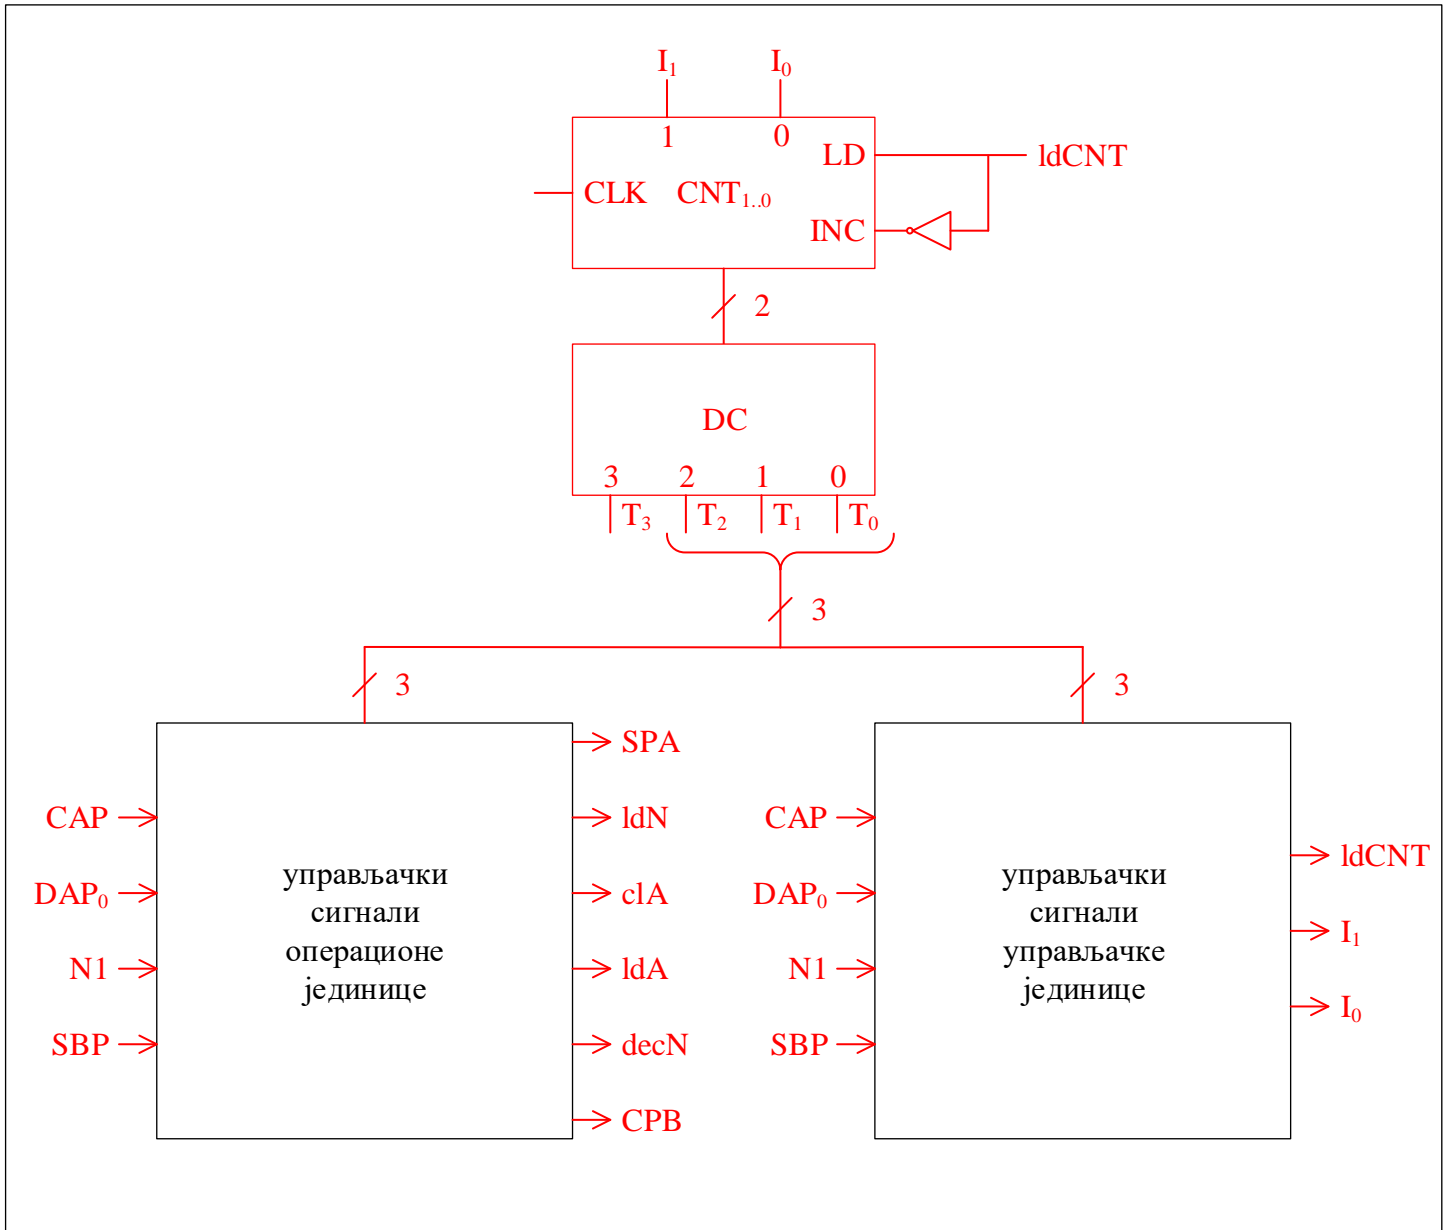 I₁ I₀
1 0
LD ldCNT
CLK CNT₁..₀
INC
2
DC
3 2 1 0
T₃ T₂ T₁ T₀
3
3 3
SPA
CAP ldN CAP
ldCNT
DAP₀ управљачки сигнали операционе јединице clA DAP₀ управљачки сигнали управљачке јединице
I₁
N1 ldA N1
I₀
SBP decN SBP
CPB